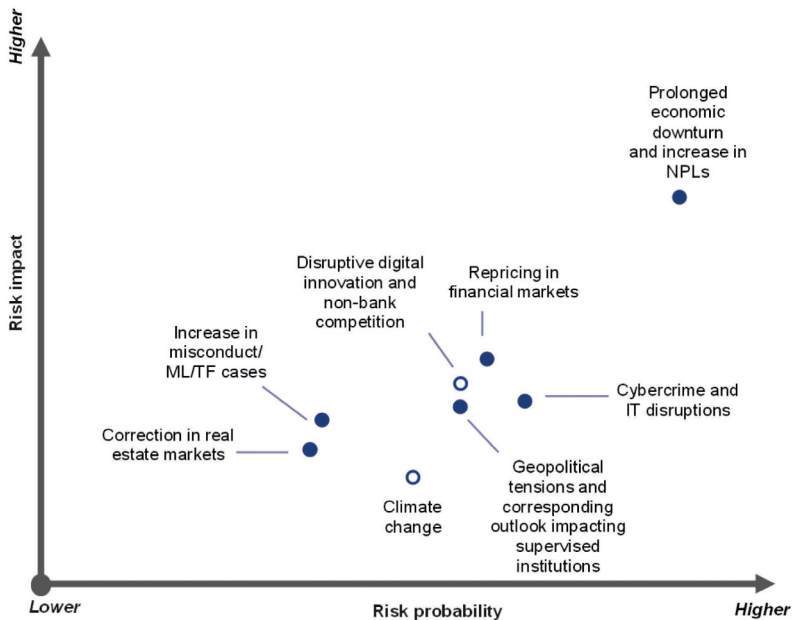 Higher
Risk impact
Prolonged
economic
downturn
and increase in
NPLs
Disruptive digital
innovation and
non-bank
competition
Repricing in
financial markets
Increase in
misconduct/
ML/TF cases
Cybercrime and
IT disruptions
Correction in real
estate markets
Geopolitical
tensions and
corresponding
outlook impacting
supervised
institutions
Climate
change
Lower
Risk probability
Higher